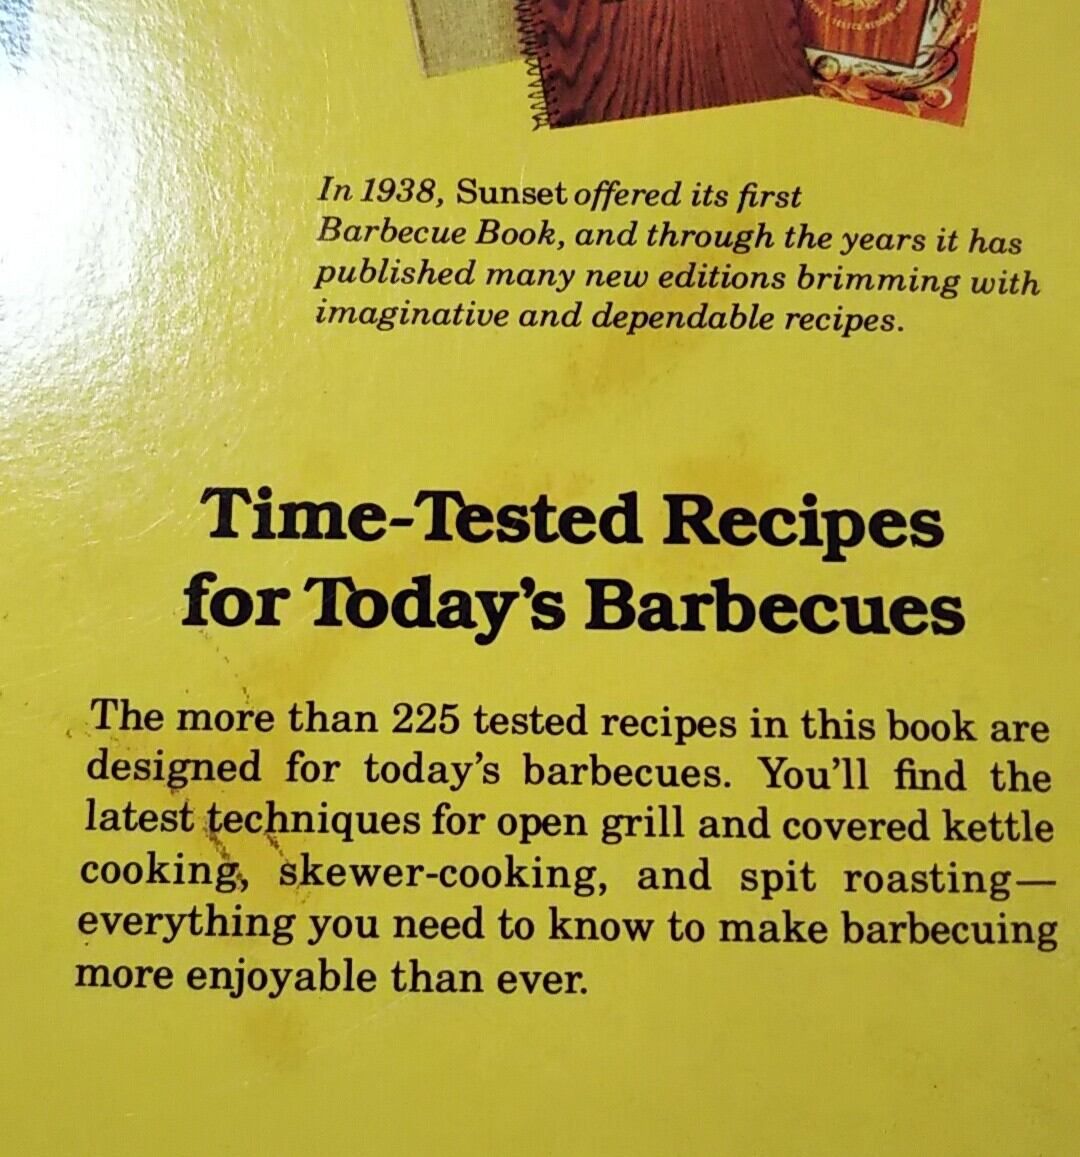 In 1938, Sunset offered its first
Barbecue Book, and through the years it has
published many new editions brimming with
imaginative and dependable recipes.
Time-Tested Recipes
for Today's Barbecues
The more than 225 tested recipes in this book are
designed for today's barbecues. You'll find the
latest techniques for open grill and covered kettle
cooking, skewer-cooking, and spit roasting—
everything you need to know to make barbecuing
more enjoyable than ever.